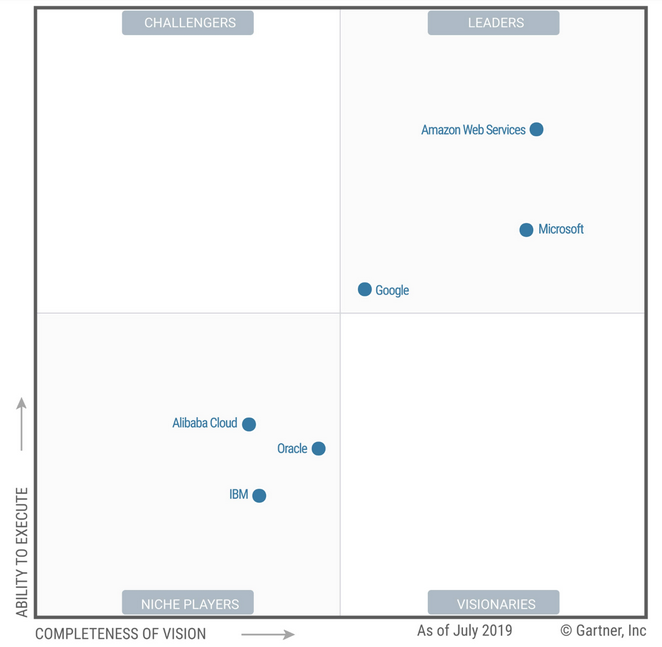 CHALLENGERS
LEADERS
Amazon Web Services
Microsoft
Google
Alibaba Cloud
Oracle
IBM
ABILITY TO EXECUTE
NICHE PLAYERS
VISIONARIES
COMPLETENESS OF VISION
As of July 2019
© Gartner, Inc